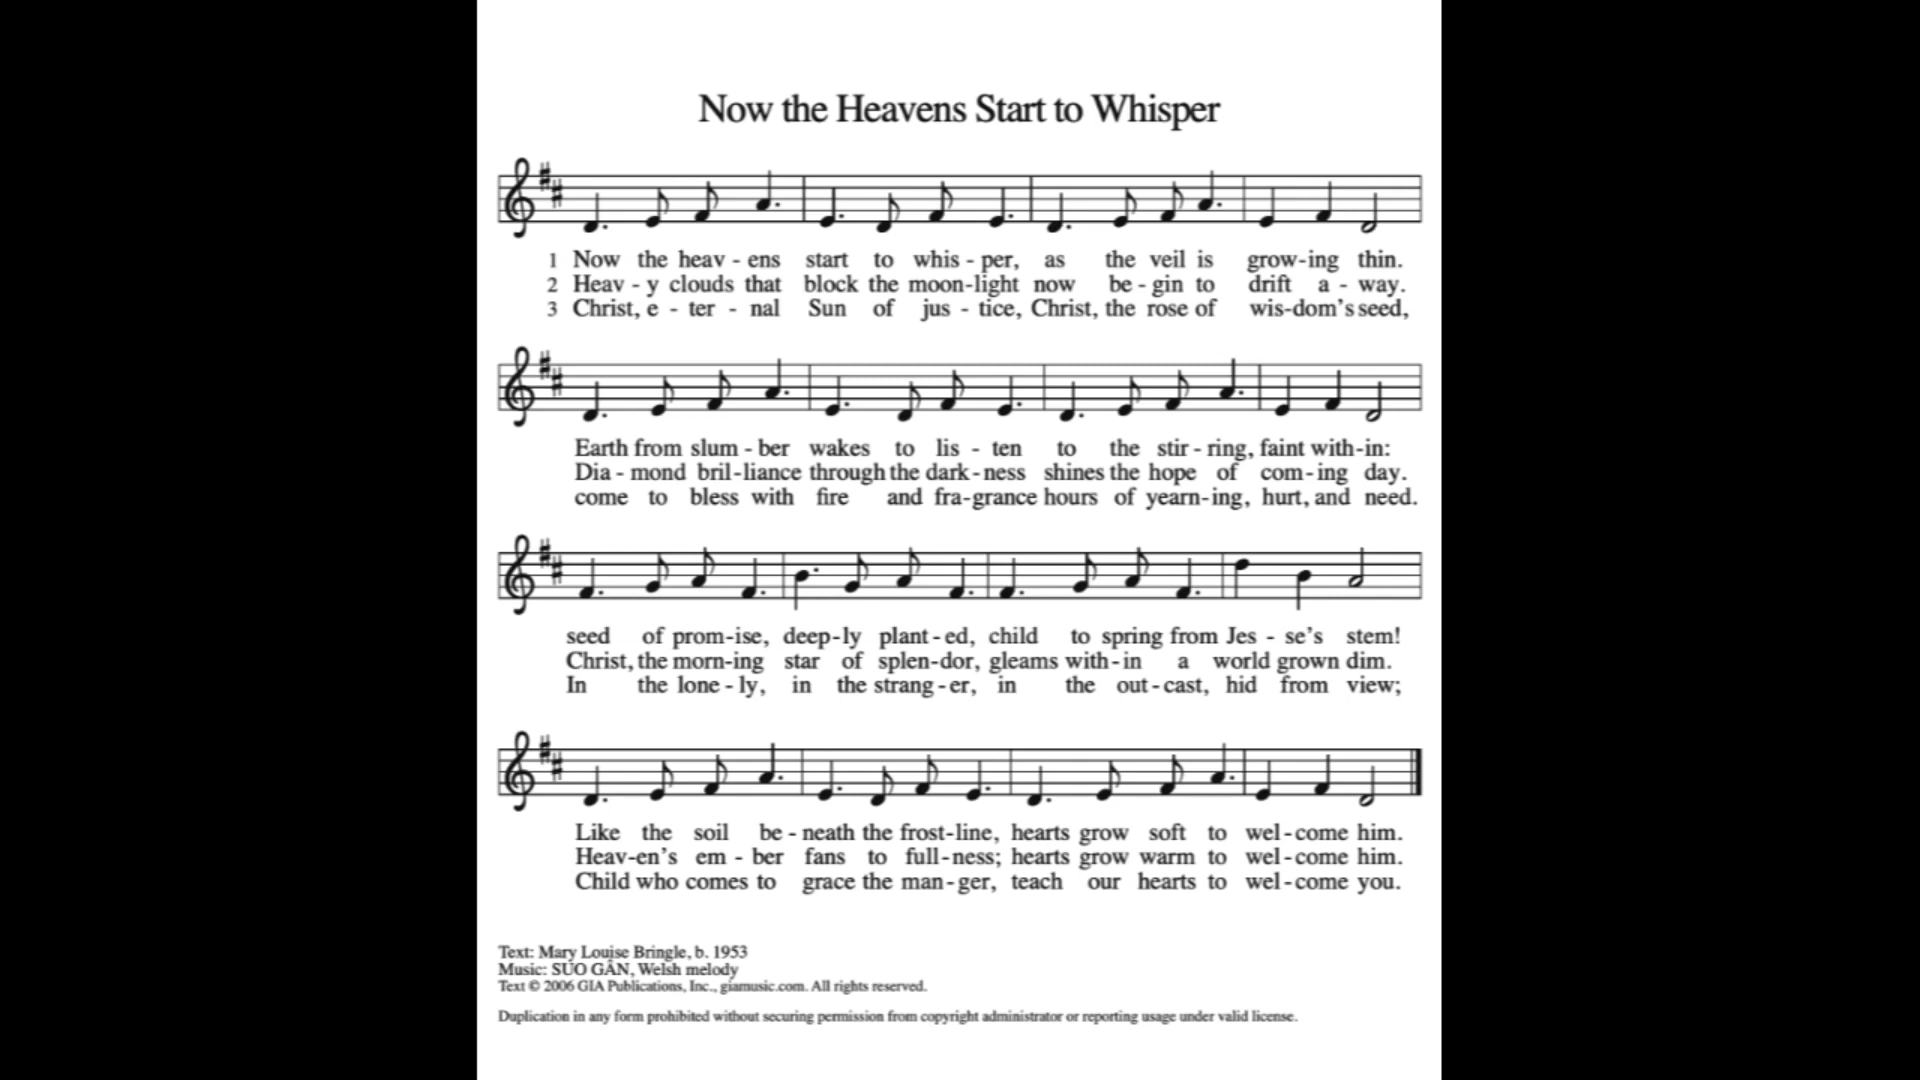 Now the Heavens Start to Whisper
1 Now the heav - ens start to whis - per, as the veil is grow-ing thin.
2 Heav - y clouds that block the moon-light now be - gin to drift a - way.
3 Christ, e - ter - nal Sun of jus - tice, Christ, the rose of wis-dom's seed,
Earth from slum - ber wakes to lis - ten to the stir - ring, faint with-in:
Dia - mond bril-liance through the dark-ness shines the hope of com-ing day.
come to bless with fire and fra-grance hours of yearn-ing, hurt, and need.
seed of prom-ise, deep-ly plant-ed, child to spring from Jes - se's stem!
Christ, the morn-ing star of splen-dor, gleams with-in a world grown dim.
In the lone - ly, in the strang-er, in the out-cast, hid from view;
Like the soil be - neath the frost-line, hearts grow soft to wel-come him.
Heav-en's em - ber fans to full-ness; hearts grow warm to wel-come him.
Child who comes to grace the man-ger, teach our hearts to wel-come you.
Text: Mary Louise Bringle, b. 1953
Music: SUO GÂN, Welsh melody
Text © 2006 GIA Publications, Inc., giamusic.com. All rights reserved.
Duplication in any form prohibited without securing permission from copyright administrator or reporting usage under valid license.